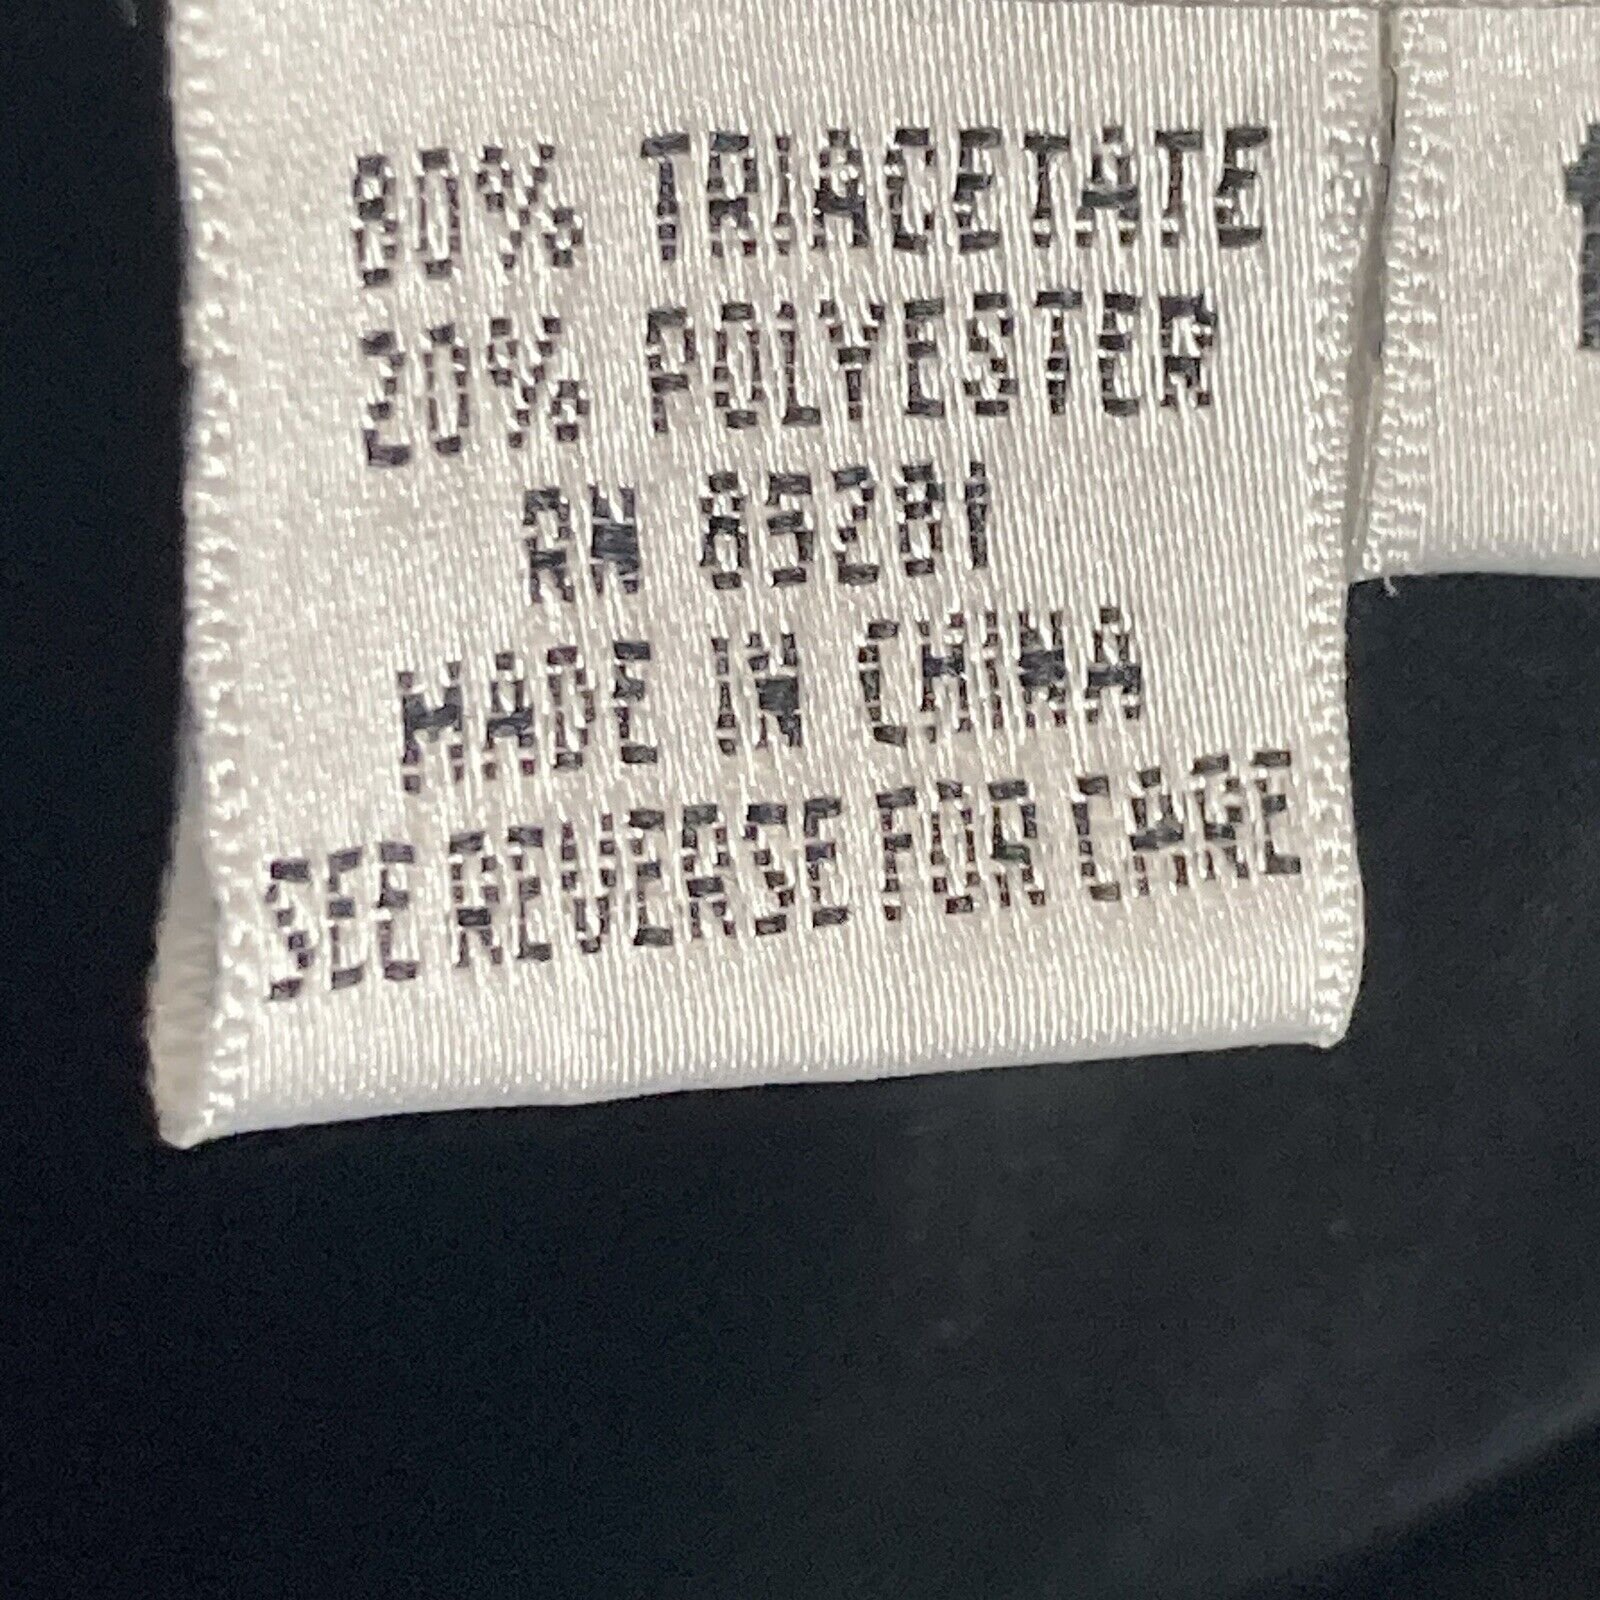 80% TRIACETATE
20% POLYESTER
RN 85281
MADE IN CHINA
SEE REVERSE FOR CARE